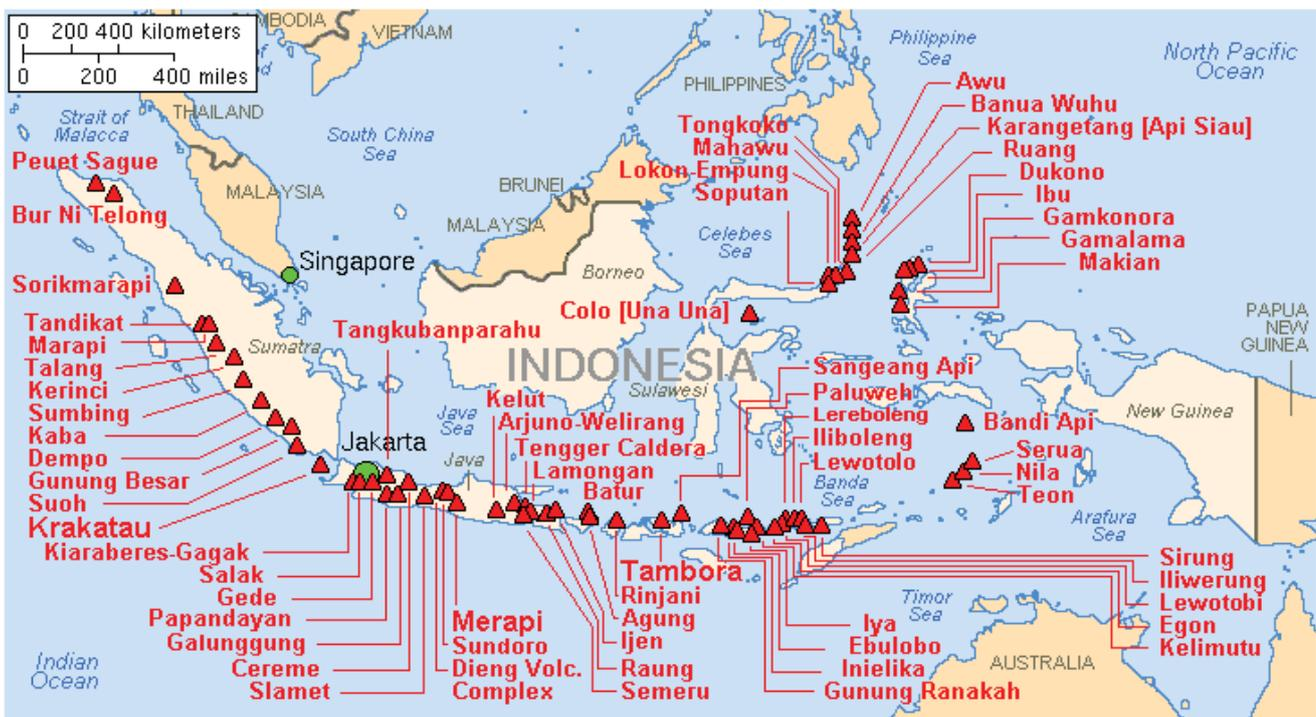 0 200 400 kilometers
0 200 400 miles
CAMBODIA
VIETNAM
THAILAND
Strait of
Malacca
South China
Sea
Philippine
Sea
North Pacific
Ocean
PHILIPPINES
Awu
Banua Wuhu
Karangetang [Api Siau]
Ruang
Dukono
Ibu
Gamkonora
Gamalama
Makian
Tongkoko
Mahawu
Lokon-Empung
Soputan
Peuet Sague
Bur Ni Telong
MALAYSIA
BRUNEI
MALAYSIA
Celebes
Sea
Singapore
Borneo
Sorikmarapi
Colo [Una Una]
Tandikat
Marapi
Talang
Kerinci
Sumbing
Kaba
Dempo
Gunung Besar
Suoh
Krakatau
Sumatra
Tangkubanparahu
INDONESIA
Sulawesi
PAPUA
NEW
GUINEA
New Guinea
Java
Sea
Jakarta
Java
Kelut
Arjuno-Welirang
Tengger Caldera
Lamongan
Batur
Sangeang Api
Paluweh
Lereboleng
Iliboleng
Lewotolo
Banda
Sea
Bandi Api
Serua
Nila
Teon
Arafura
Sea
Kiaraberes-Gagak
Salak
Gede
Papandayan
Galunggung
Cereme
Slamet
Merapi
Sundoro
Dieng Volc.
Complex
Tambora
Rinjani
Agung
Ijen
Raung
Semeru
Iya
Ebulobo
Inielika
Gunung Ranakah
Sirung
Iliwerung
Lewotobi
Egon
Kelimutu
Timor
Sea
AUSTRALIA
Indian
Ocean